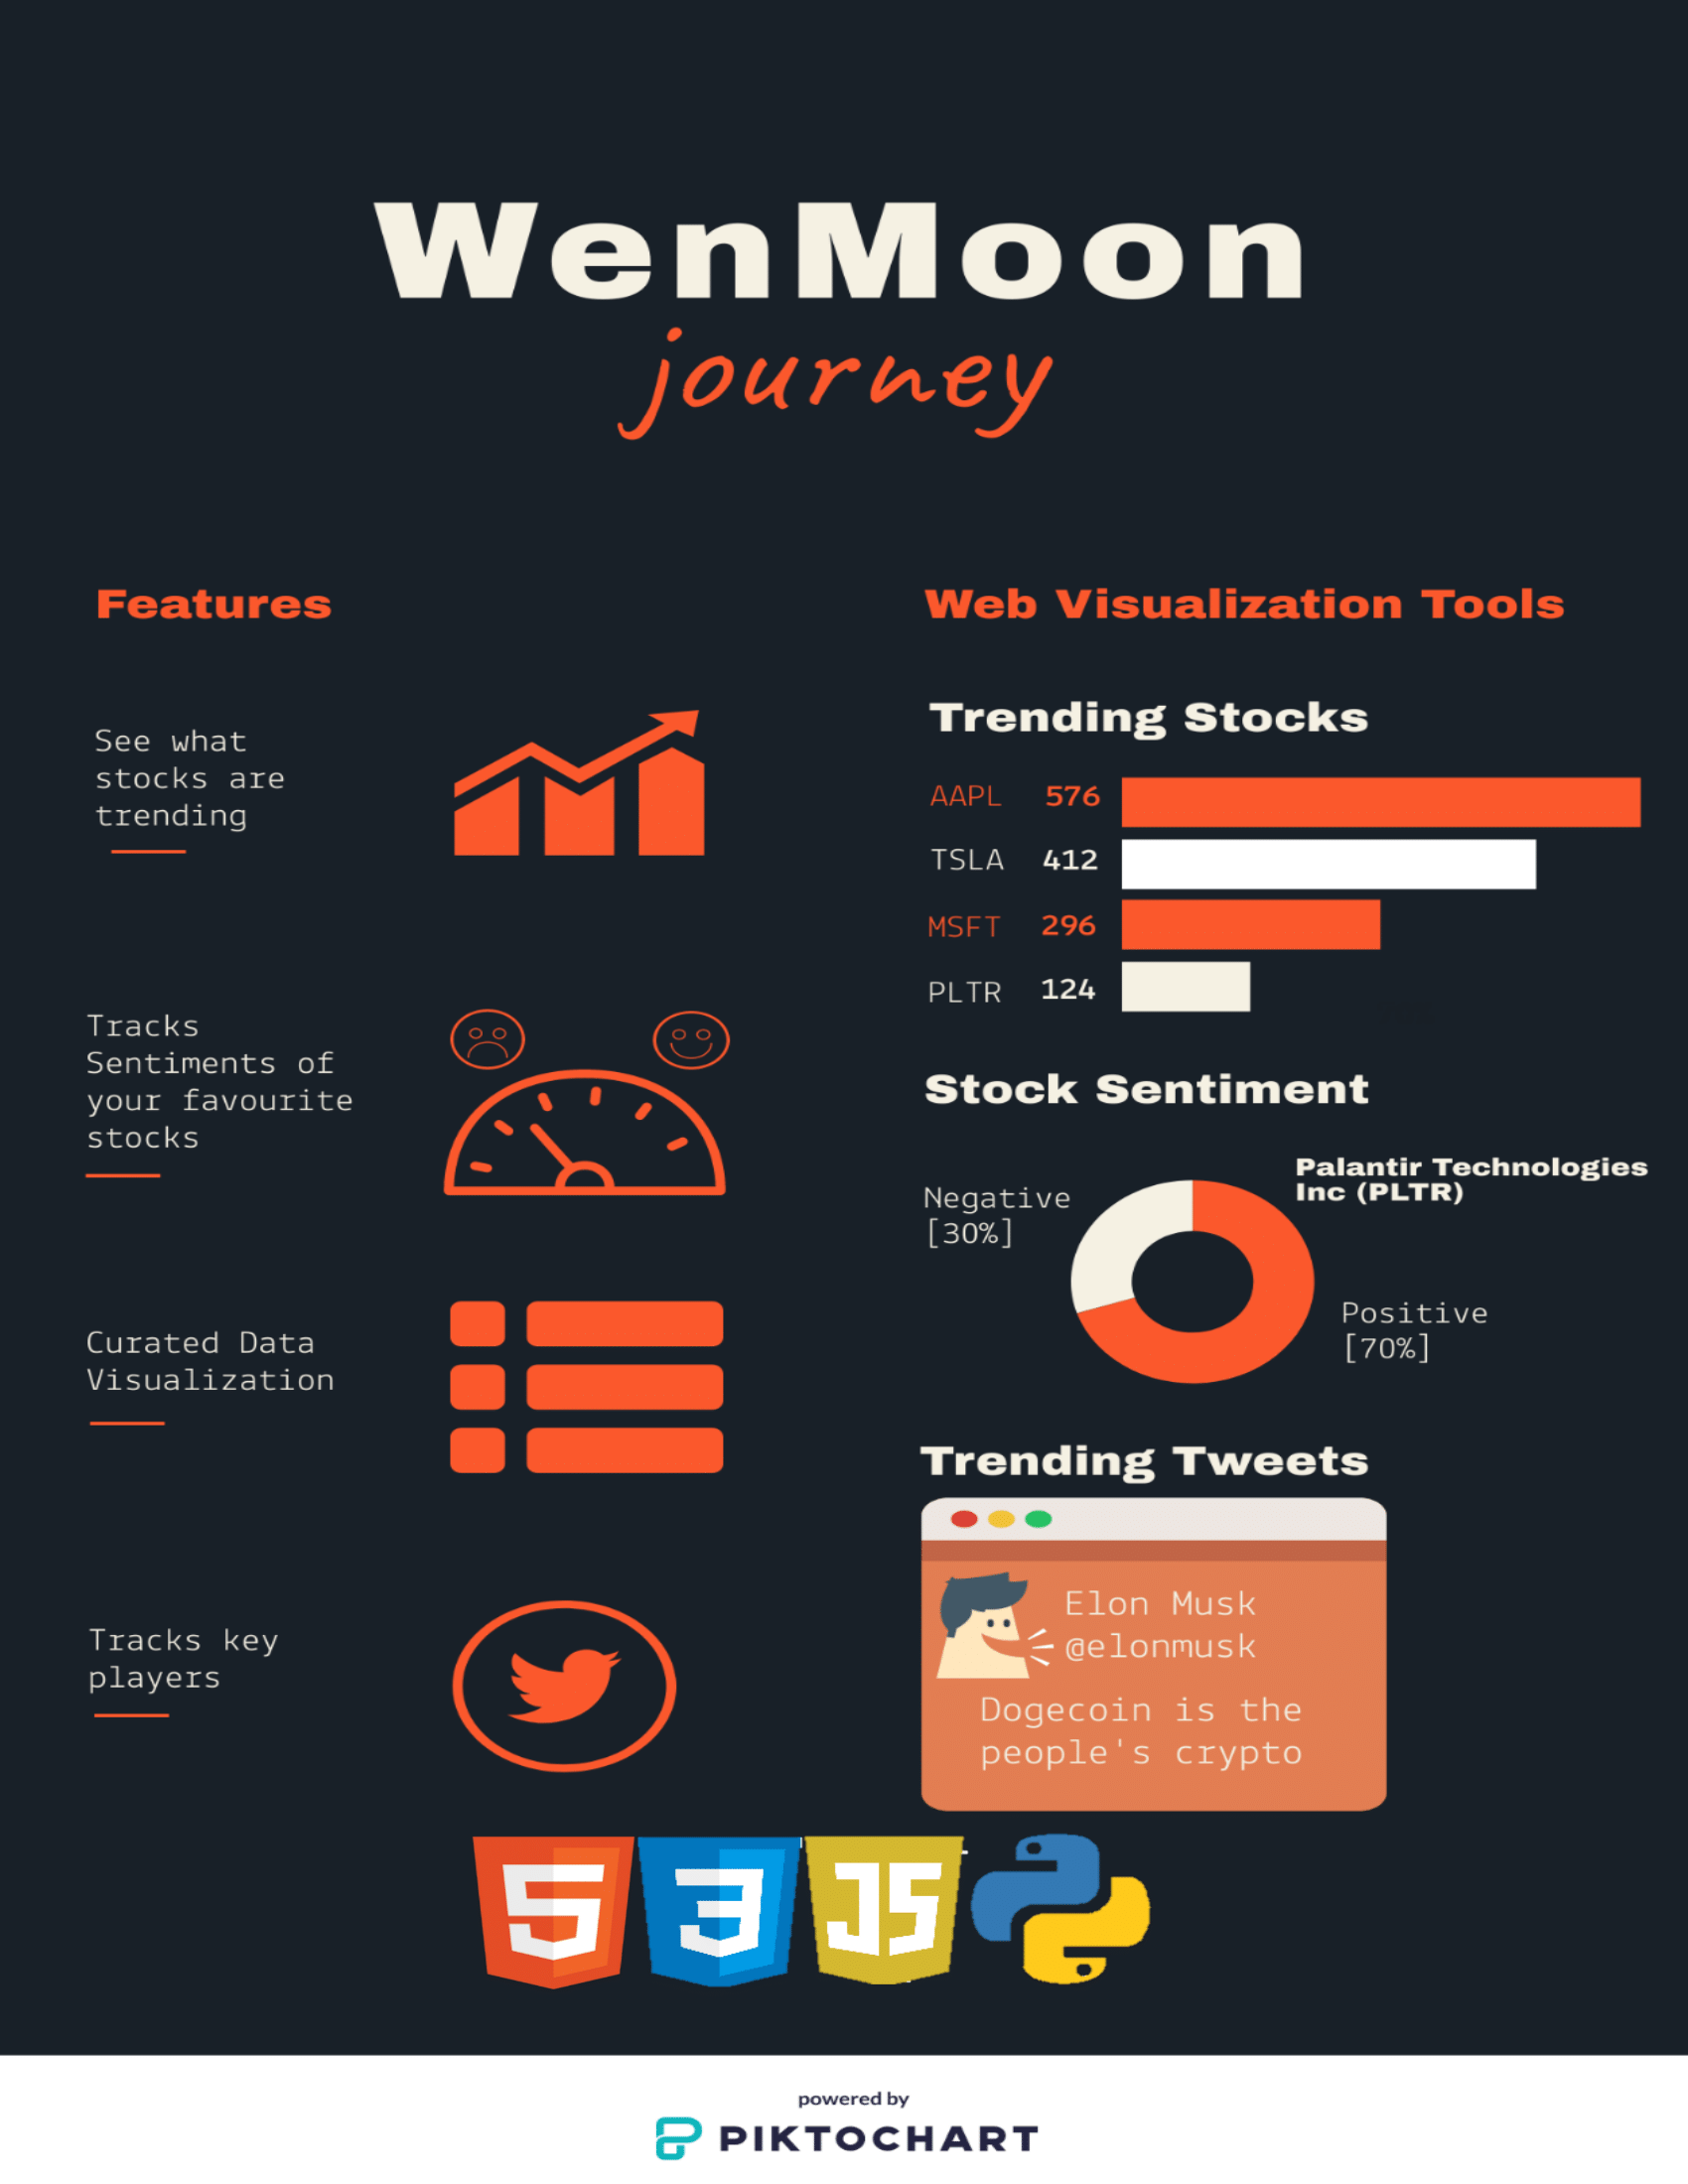 WenMoon
journey
Features
See what
stocks are
trending
Tracks
Sentiments of
your favourite
stocks
Curated Data
Visualization
Tracks key
players
Web Visualization Tools
Trending Stocks
AAPL 576
TSLA 412
MSFT 296
PLTR 124
Stock Sentiment
Palantir Technologies
Inc (PLTR)
Negative
[30%]
Positive
[70%]
Trending Tweets
Elon Musk
@elonmusk
Dogecoin is the
people's crypto
5 3 JS
powered by
PIKTOCHART